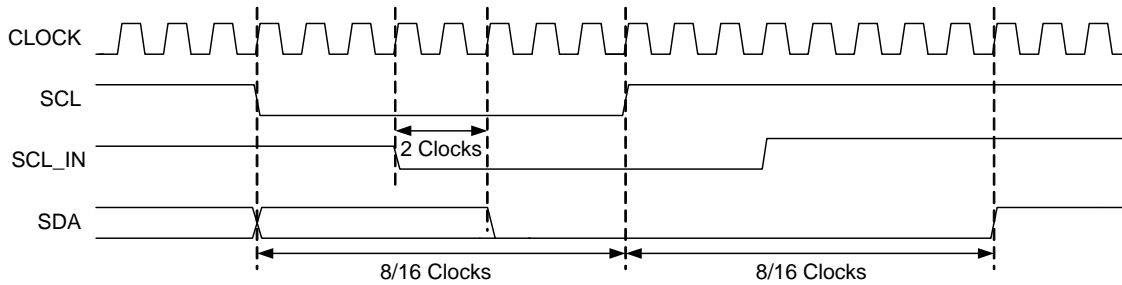 CLOCK
SCL
2 Clocks
SCL_IN
SDA
8/16 Clocks
8/16 Clocks